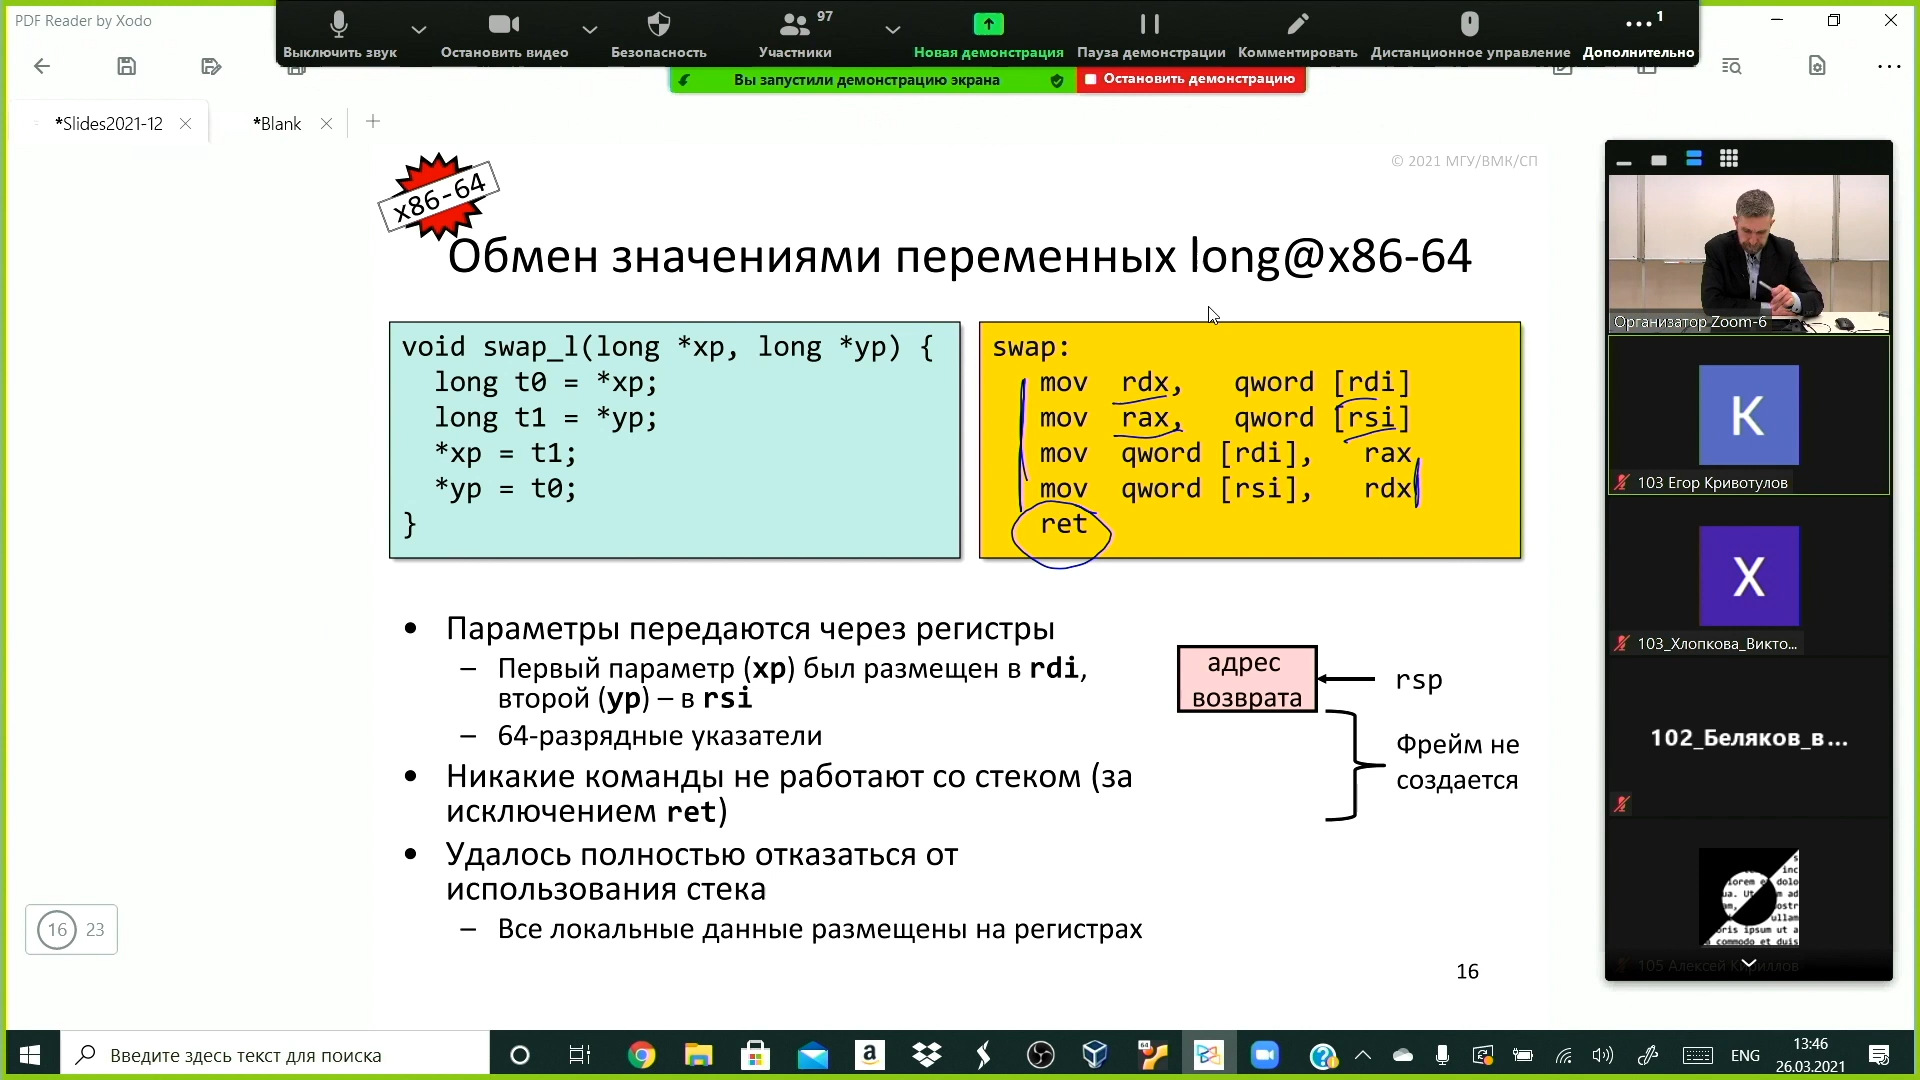 PDF Reader by Xodo
97
1
Выключить звук
Остановить видео
Безопасность
Участники
Новая демонстрация
Пауза демонстрации
Комментировать
Дистанционное управление
Дополнительно
Вы запустили демонстрацию экрана
Остановить демонстрацию
*Slides2021-12
*Blank
© 2021 МГУ/ВМК/СП
x86-64
Обмен значениями переменных long@x86-64
void swap_l(long *xp, long *yp) {
long t0 = *xp;
long t1 = *yp;
*xp = t1;
*yp = t0;
}
swap:
mov rdx, qword [rdi]
mov rax, qword [rsi]
mov qword [rdi], rax
mov qword [rsi], rdx
ret
• Параметры передаются через регистры
– Первый параметр (xp) был размещен в rdi,
второй (yp) – в rsi
– 64-разрядные указатели
• Никакие команды не работают со стеком (за
исключением ret)
• Удалось полностью отказаться от
использования стека
– Все локальные данные размещены на регистрах
адрес
возврата
rsp
Фрейм не
создается
16
16 23
Организатор Zoom-6
K
103 Егор Кривотулов
X
103_Хлопкова_Викто...
102_Беляков_в...
105 Алексей Кириллов
Введите здесь текст для поиска
a
64
ENG
13:46
26.03.2021